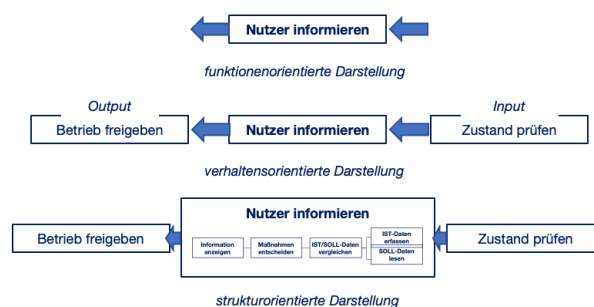 Nutzer informieren
funktionenorientierte Darstellung
Output
Input
Betrieb freigeben
Nutzer informieren
Zustand prüfen
verhaltensorientierte Darstellung
Nutzer informieren
Betrieb freigeben
Information
anzeigen
Maßnahmen
entscheiden
IST/SOLL-Daten
vergleichen
IST-Daten
erfassen
SOLL-Daten
lesen
Zustand prüfen
strukturorientierte Darstellung